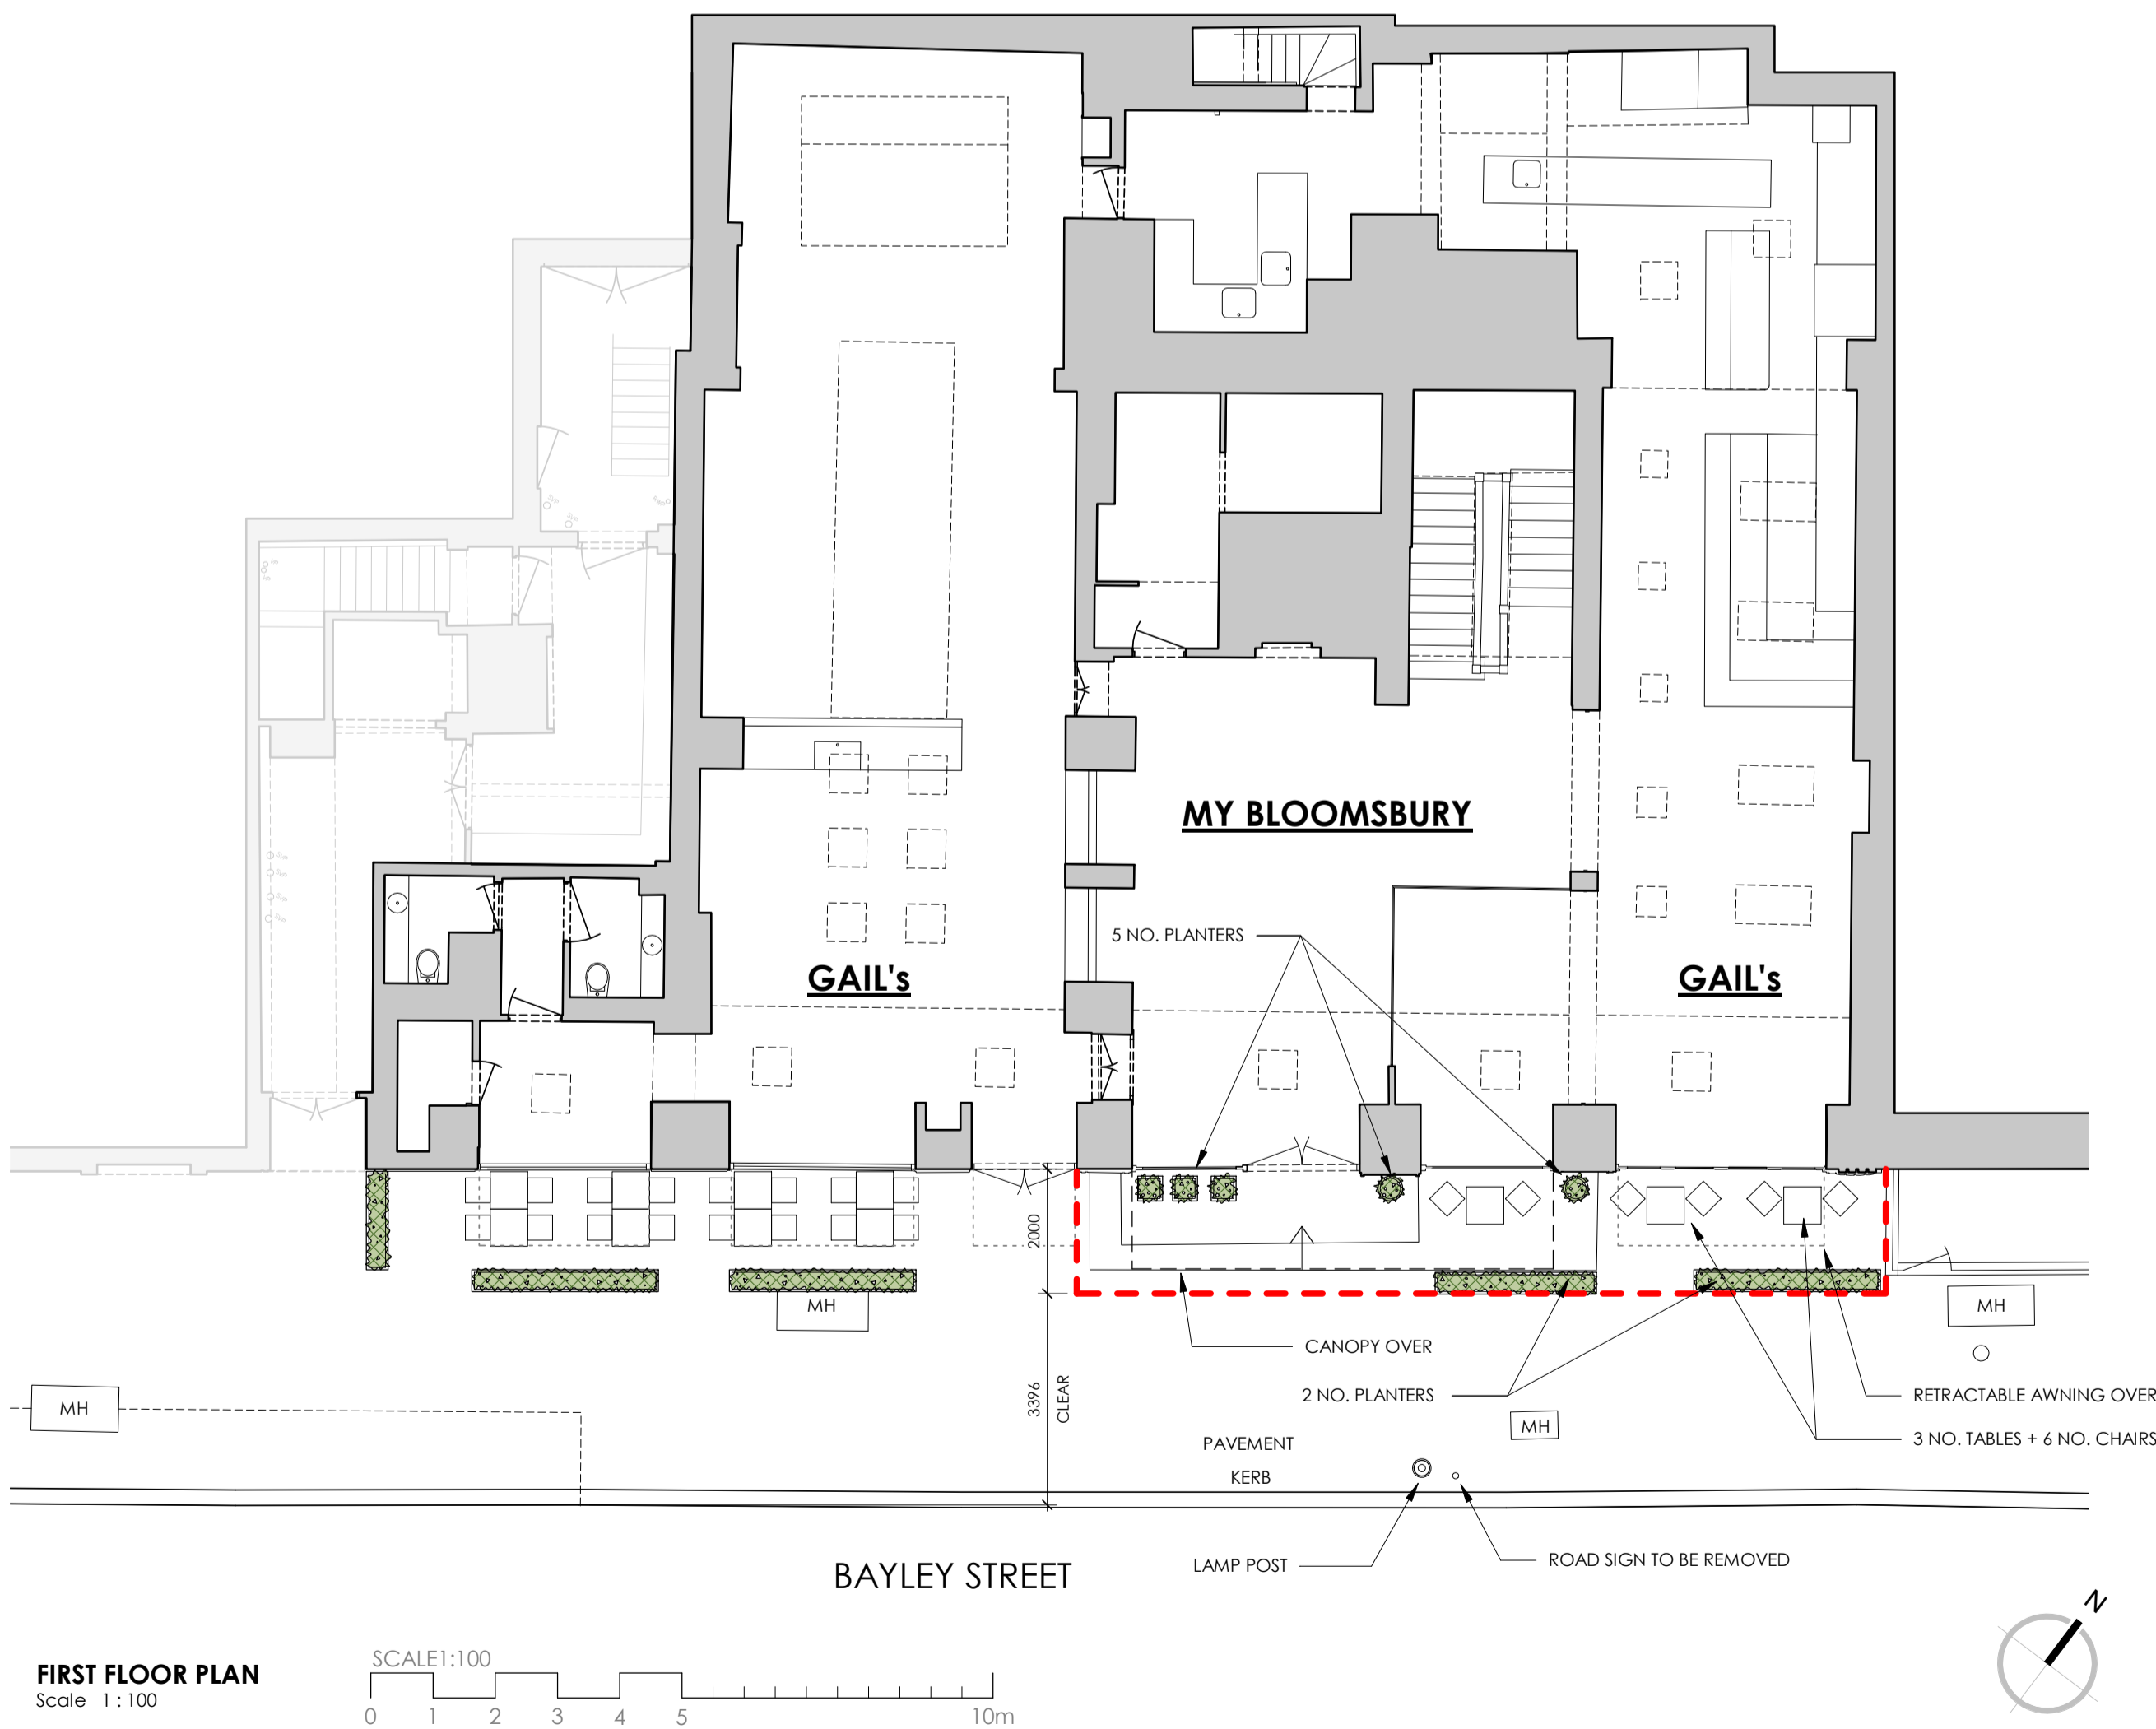 MY BLOOMSBURY
5 NO. PLANTERS
GAIL's
GAIL's
2000
MH
MH
CANOPY OVER
3396
CLEAR
2 NO. PLANTERS
RETRACTABLE AWNING OVER
MH
MH
3 NO. TABLES + 6 NO. CHAIRS
PAVEMENT
KERB
LAMP POST
ROAD SIGN TO BE REMOVED
BAYLEY STREET
N
FIRST FLOOR PLAN
Scale 1 : 100
SCALE1:100
0 1 2 3 4 5 10m